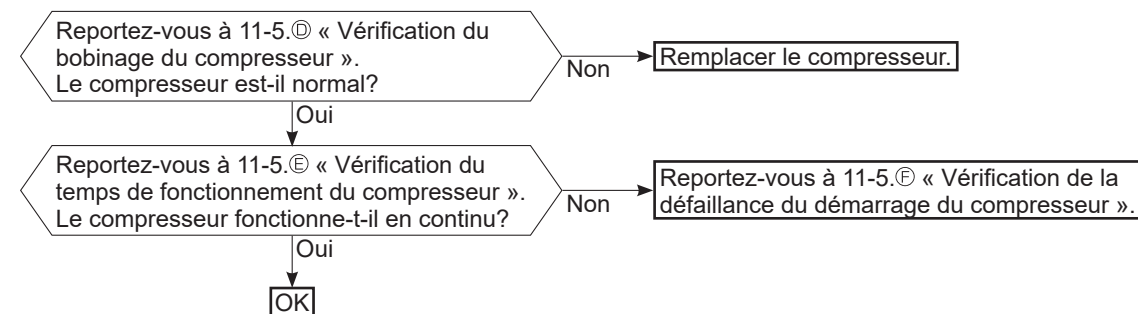 Reportez-vous à 11-5.Ⓓ « Vérification du
bobinage du compresseur ».
Le compresseur est-il normal?
Non
Remplacer le compresseur.
Oui
Reportez-vous à 11-5.Ⓔ « Vérification du
temps de fonctionnement du compresseur ».
Le compresseur fonctionne-t-il en continu?
Non
Reportez-vous à 11-5.Ⓕ « Vérification de la
défaillance du démarrage du compresseur ».
Oui
OK